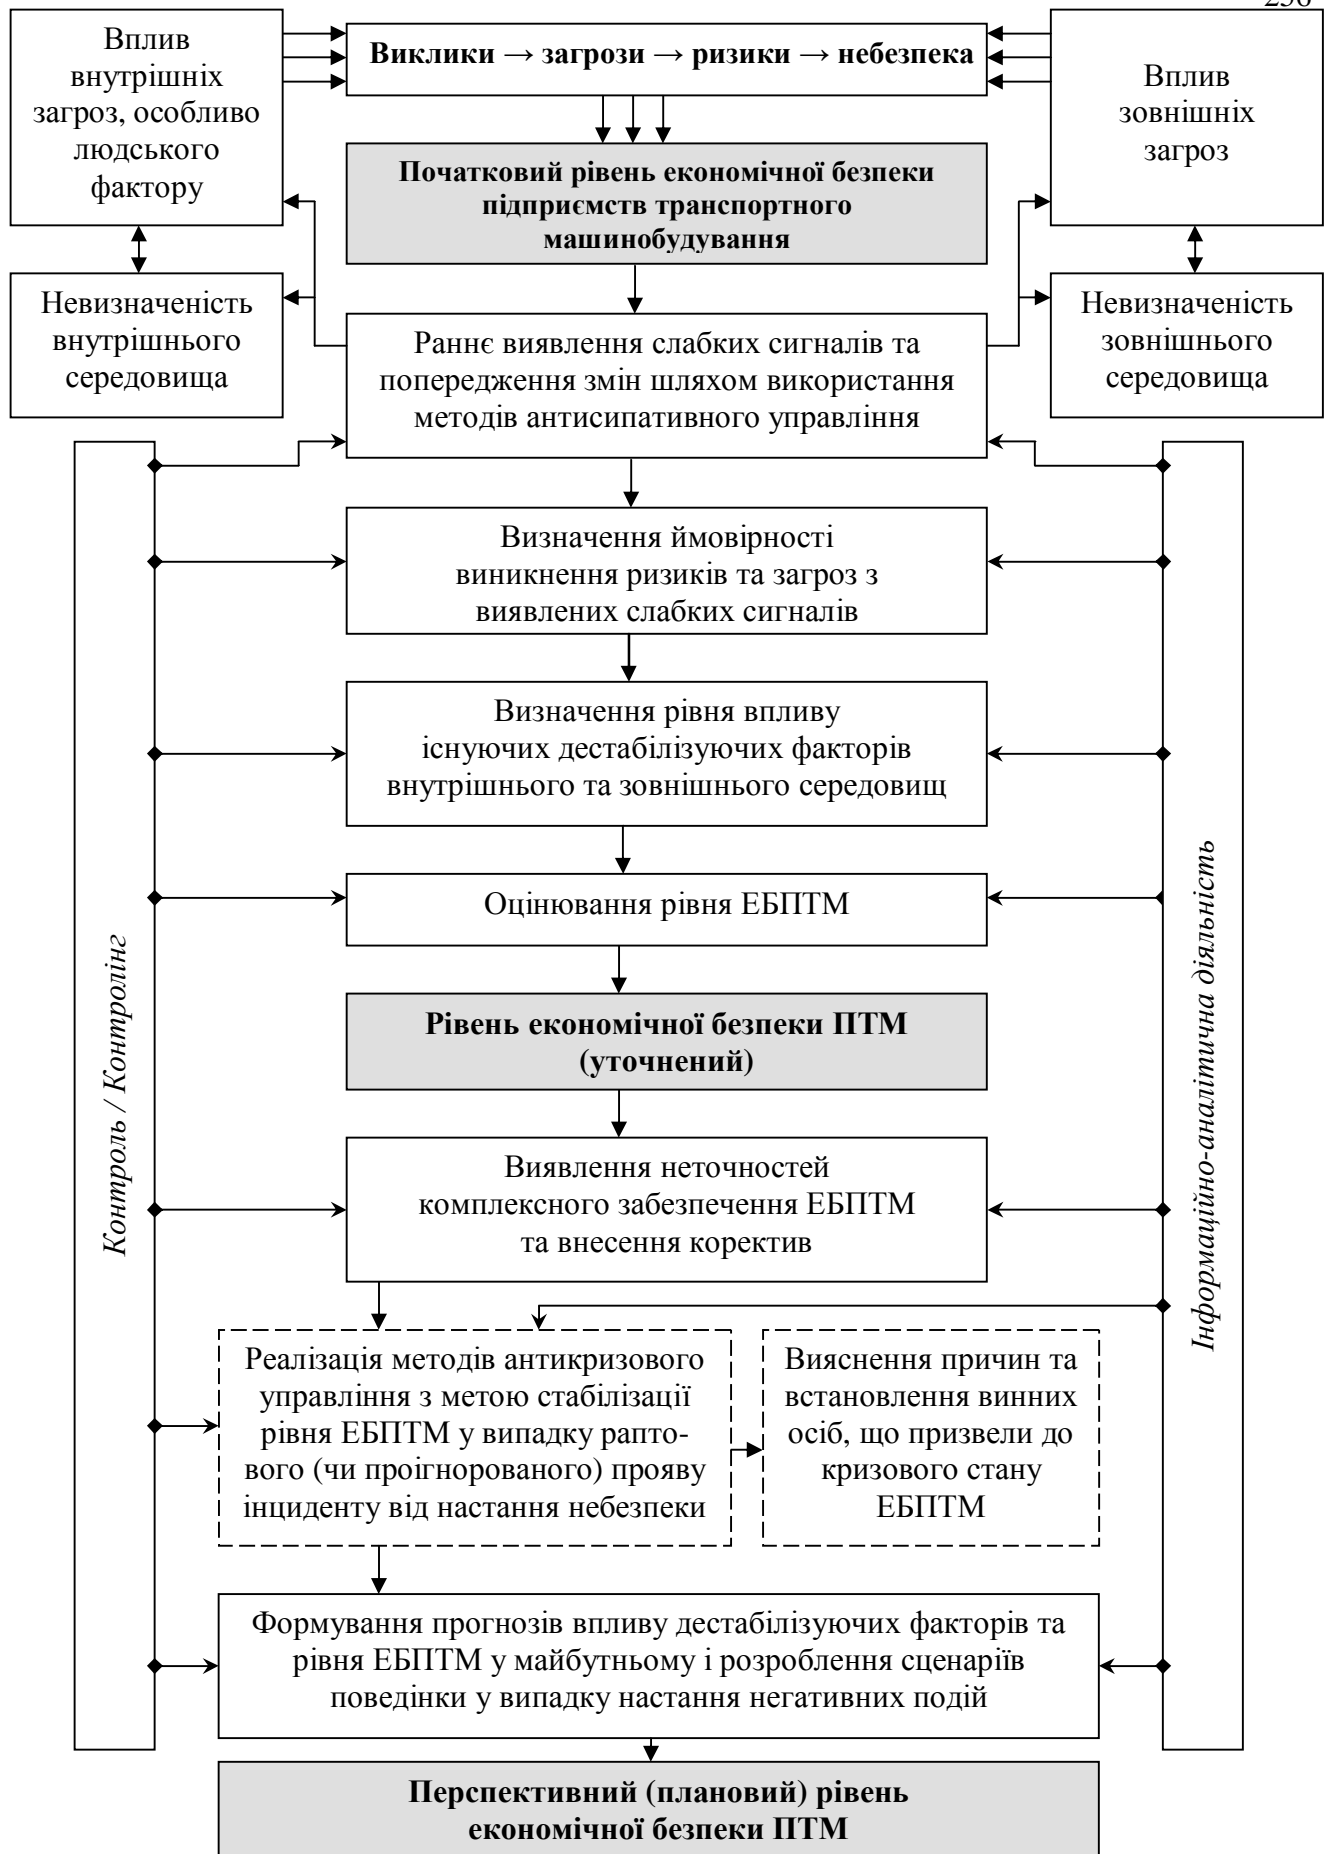 Вплив
внутрішніх
загроз, особливо
людського
фактору
Виклики → загрози → ризики → небезпека
Вплив
зовнішніх
загроз
Початковий рівень економічної безпеки
підприємств транспортного
машинобудування
Невизначеність
внутрішнього
середовища
Невизначеність
зовнішнього
середовища
Раннє виявлення слабких сигналів та
попередження змін шляхом використання
методів антисипативного управління
Визначення ймовірності
виникнення ризиків та загроз з
виявлених слабких сигналів
Визначення рівня впливу
існуючих дестабілізуючих факторів
внутрішнього та зовнішнього середовищ
Оцінювання рівня ЕБПТМ
Контроль / Контролінг
Інформаційно-аналітична діяльність
Рівень економічної безпеки ПТМ
(уточнений)
Виявлення неточностей
комплексного забезпечення ЕБПТМ
та внесення коректив
Реалізація методів антикризового
управління з метою стабілізації
рівня ЕБПТМ у випадку рапто-
вого (чи проігнорованого) прояву
інциденту від настання небезпеки
Вияснення причин та
встановлення винних
осіб, що призвели до
кризового стану
ЕБПТМ
Формування прогнозів впливу дестабілізуючих факторів та
рівня ЕБПТМ у майбутньому і розроблення сценаріїв
поведінки у випадку настання негативних подій
Перспективний (плановий) рівень
економічної безпеки ПТМ